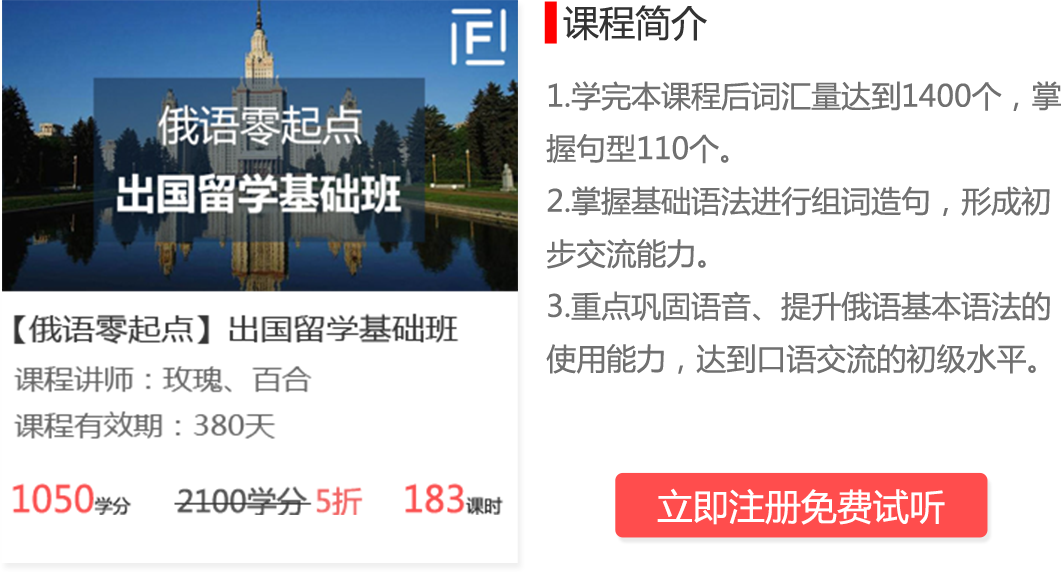 F
俄语零起点
出国留学基础班
【俄语零起点】出国留学基础班
课程讲师：玫瑰、百合
课程有效期：380天
1050学分 2100学分 5折 183课时
课程简介
1.学完本课程后词汇量达到1400个，掌
握句型110个。
2.掌握基础语法进行组词造句，形成初
步交流能力。
3.重点巩固语音、提升俄语基本语法的
使用能力，达到口语交流的初级水平。
立即注册免费试听